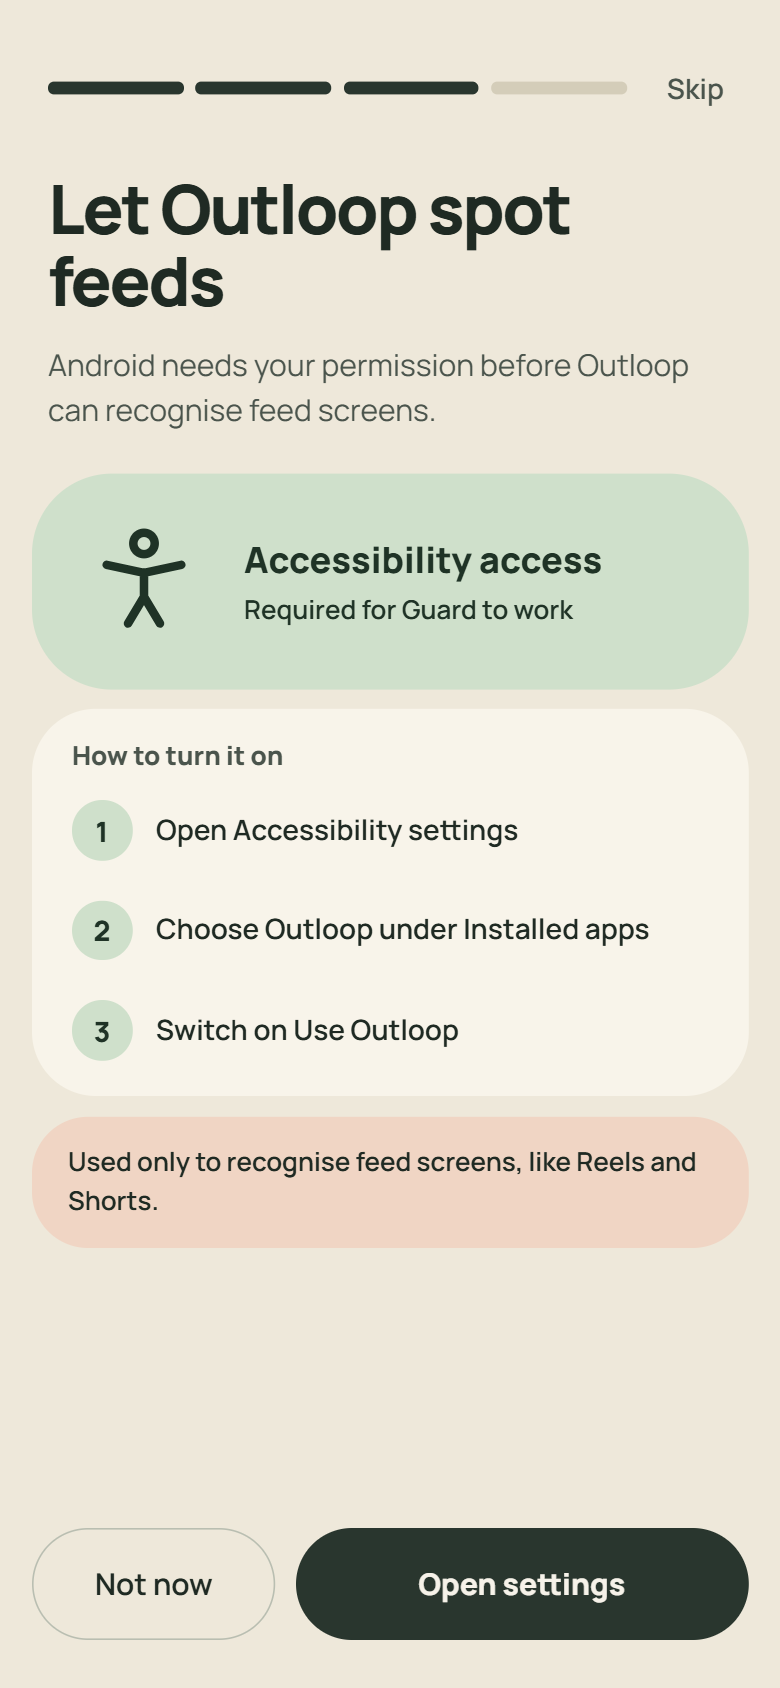 Skip
Let Outloop spot
feeds
Android needs your permission before Outloop
can recognise feed screens.
Accessibility access
Required for Guard to work
How to turn it on
1 Open Accessibility settings
2 Choose Outloop under Installed apps
3 Switch on Use Outloop
Used only to recognise feed screens, like Reels and
Shorts.
Not now
Open settings